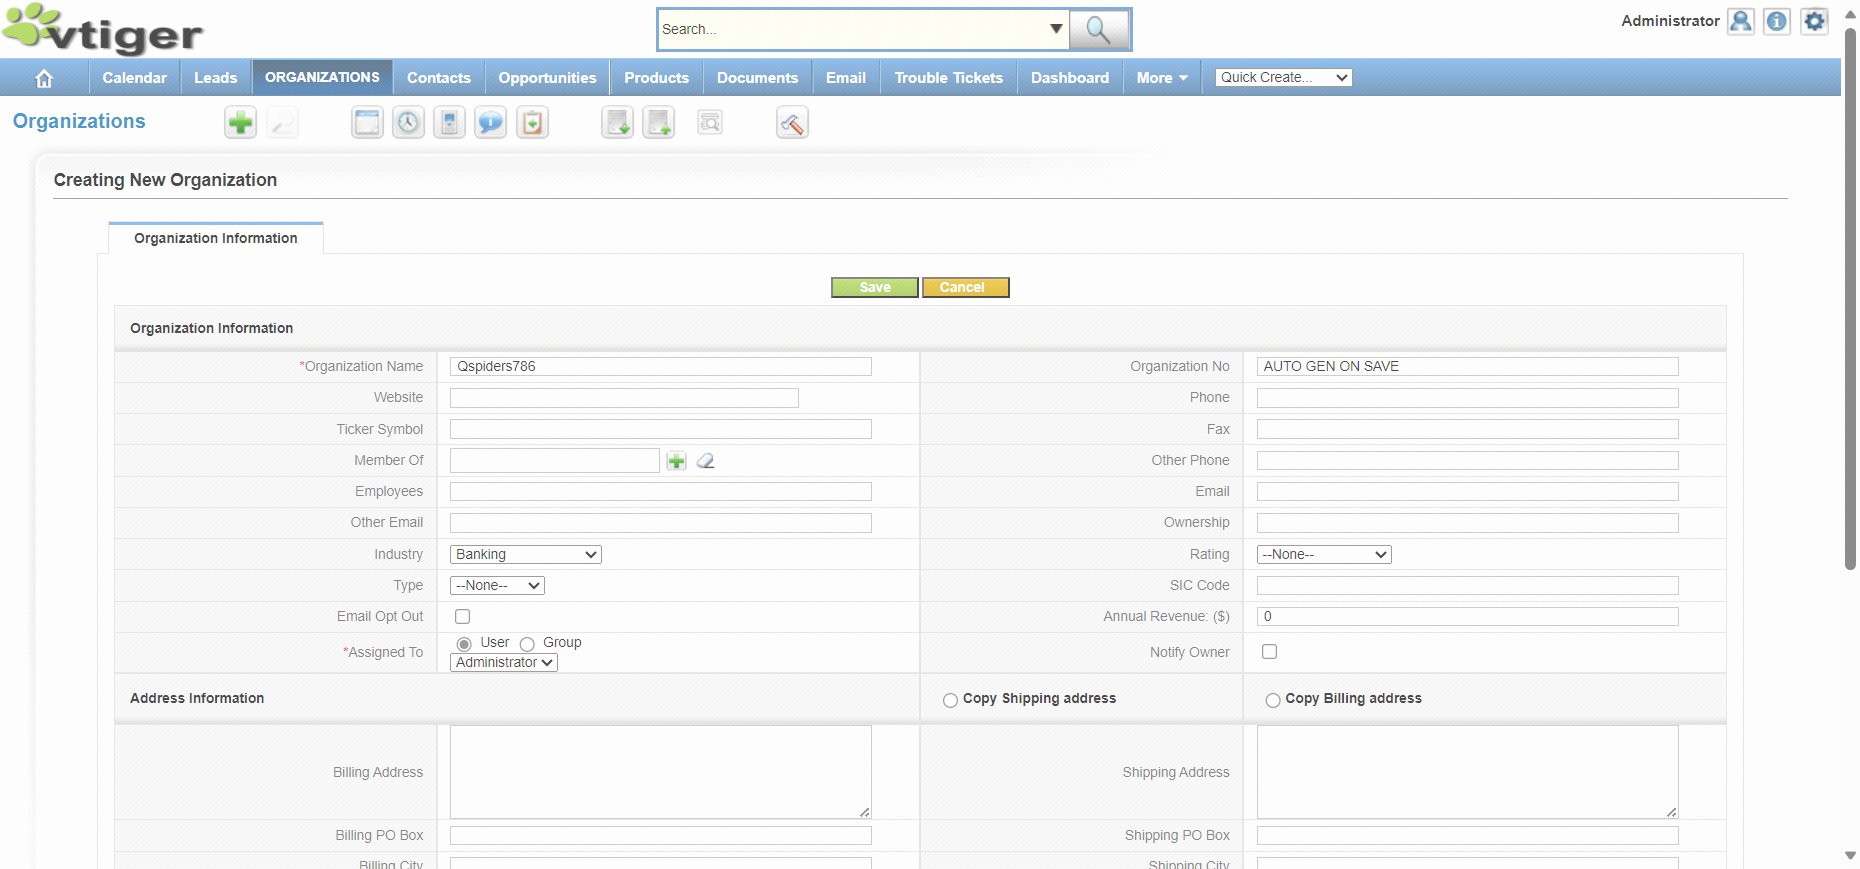 vtiger
Search...
Administrator
Calendar Leads ORGANIZATIONS Contacts Opportunities Products Documents Email Trouble Tickets Dashboard More Quick Create...
Organizations
Creating New Organization
Organization Information
Save Cancel
Organization Information
*Organization Name Qspiders786 Organization No AUTO GEN ON SAVE
Website Phone
Ticker Symbol Fax
Member Of Other Phone
Employees Email
Other Email Ownership
Industry Banking Rating --None--
Type --None-- SIC Code
Email Opt Out Annual Revenue: ($) 0
*Assigned To User Group Notify Owner
Administrator
Address Information Copy Shipping address Copy Billing address
Billing Address Shipping Address
Billing PO Box Shipping PO Box
Billing City Shipping City